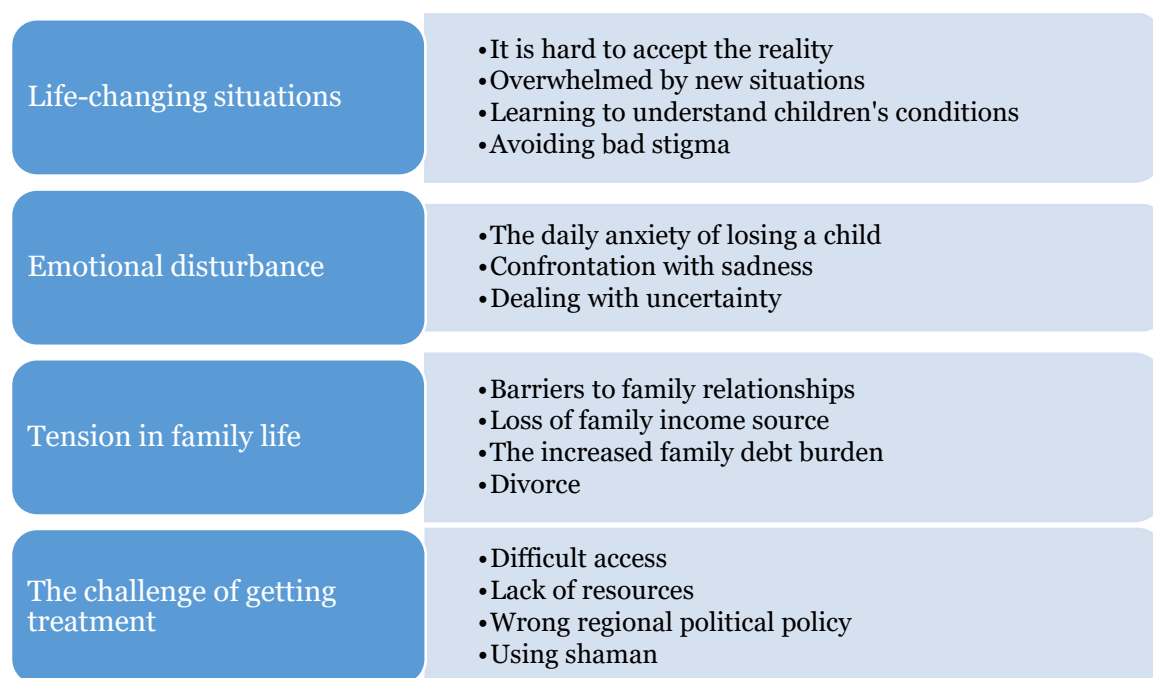 Life-changing situations
•It is hard to accept the reality
•Overwhelmed by new situations
•Learning to understand children's conditions
•Avoiding bad stigma
Emotional disturbance
•The daily anxiety of losing a child
•Confrontation with sadness
•Dealing with uncertainty
Tension in family life
•Barriers to family relationships
•Loss of family income source
•The increased family debt burden
•Divorce
The challenge of getting
treatment
•Difficult access
•Lack of resources
•Wrong regional political policy
•Using shaman